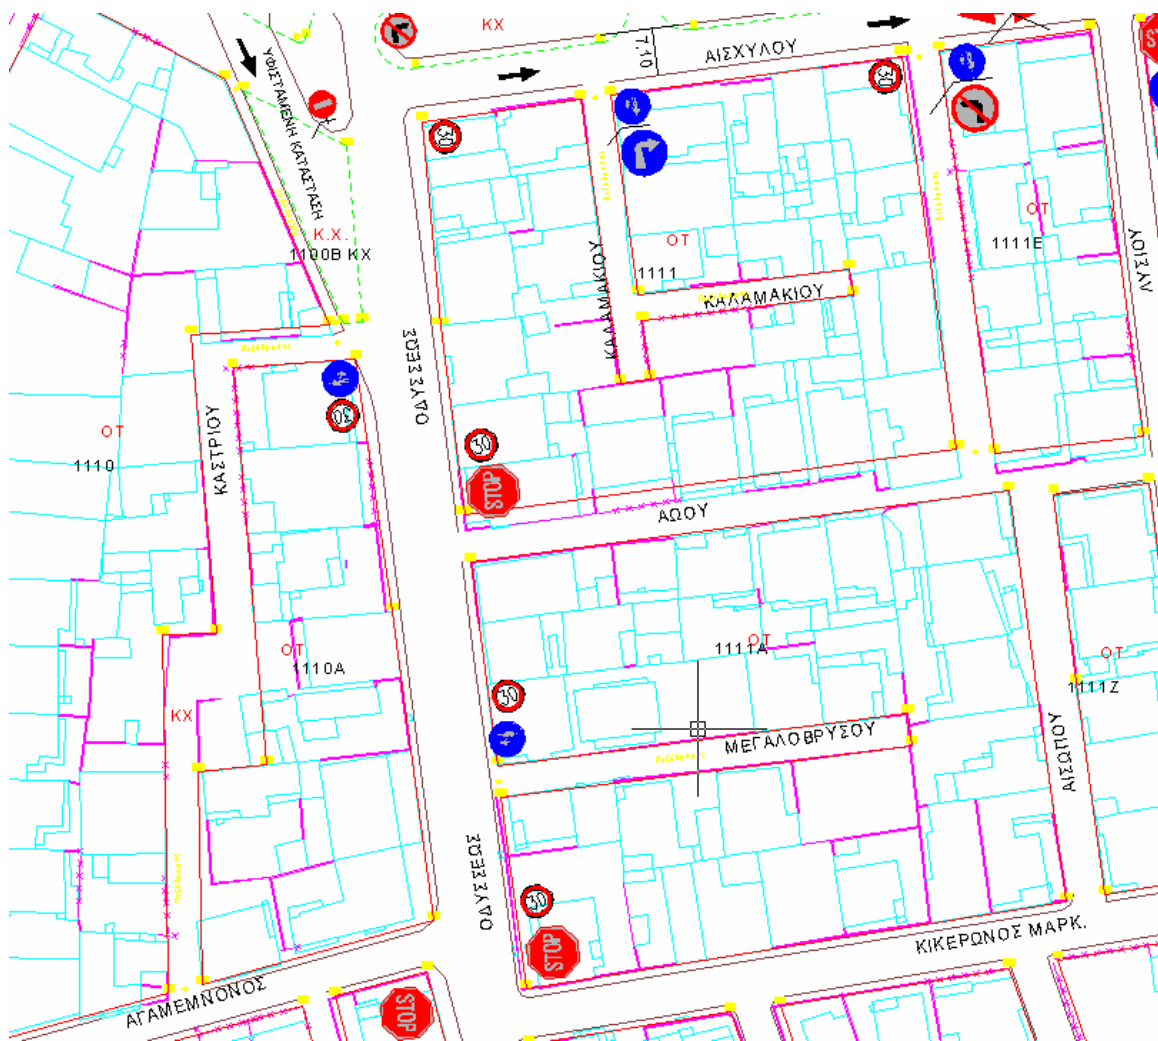 ΚΧ
7.10
ΑΙΣΧΥΛΟΥ
ΥΦΙΣΤΑΜΕΝΗ ΚΑΤΑΣΤΑΣΗ
30
30
Κ.Χ.
1100Β ΚΧ
ΟΤ
1111
ΚΑΛΑΜΑΚΙΟΥ
ΚΑΛΑΜΑΚΙΟΥ
ΟΤ
1111Ε
ΑΙΣΙΟΥ
ΟΔΥΣΣΕΩΣ
30
ΟΤ
1110
ΚΑΣΤΡΙΟΥ
30
STOP
ΑΩΟΥ
ΟΤ
1110Α
ΟΤ
1111Α
ΟΤ
1111Ζ
30
ΚΧ
ΜΕΓΑΛΟΒΡΥΣΟΥ
ΑΙΣΩΠΟΥ
ΟΔΥΣΣΕΩΣ
30
STOP
ΚΙΚΕΡΩΝΟΣ ΜΑΡΚ.
ΑΓΑΜΕΜΝΟΝΟΣ
STOP